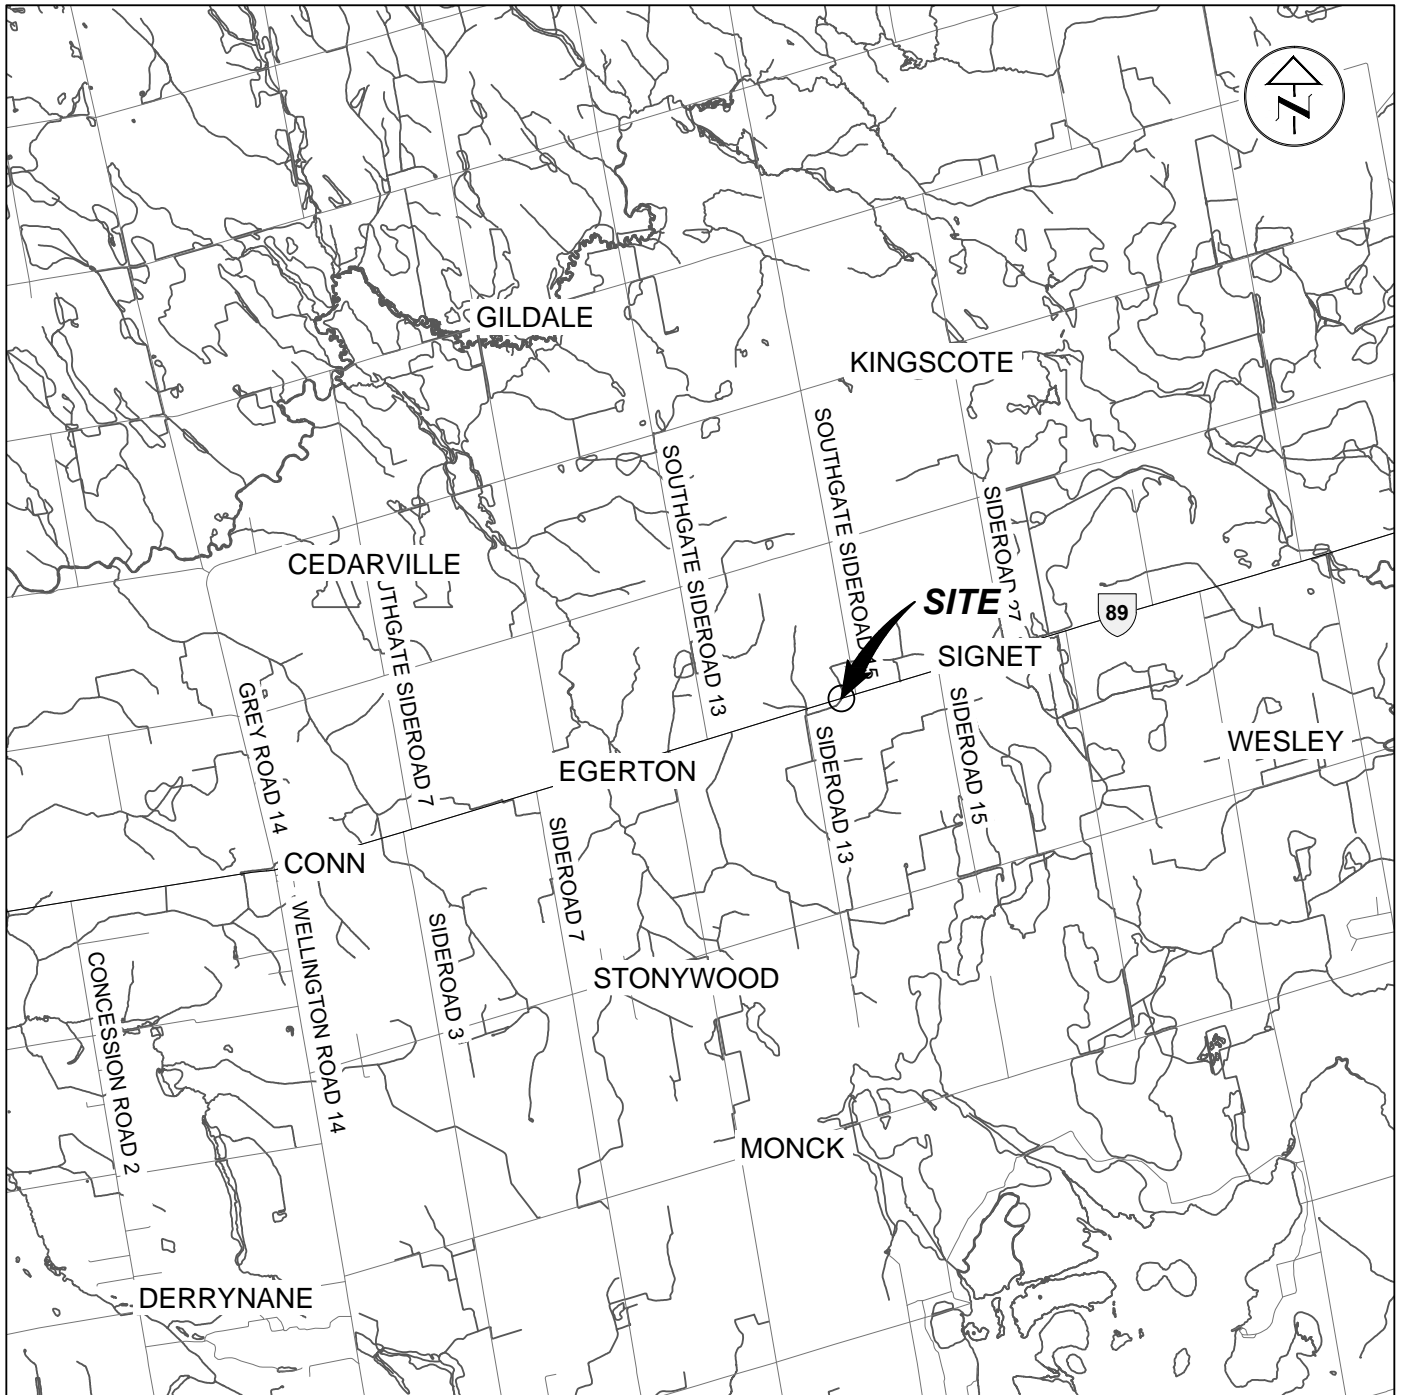 N
GILDALE
KINGSCOTE
SOUTHGATE SIDEROAD 15
SOUTHGATE SIDEROAD 13
SIDEROAD 27
CEDARVILLE
UTHGATE SIDEROAD 7
SITE
89
SIGNET
GREY ROAD 14
SIDEROAD 15
WESLEY
SIDEROAD 13
EGERTON
SIDEROAD 7
CONN
WELLINGTON ROAD 14
SIDEROAD 3
CONCESSION ROAD 2
STONYWOOD
MONCK
DERRYNANE